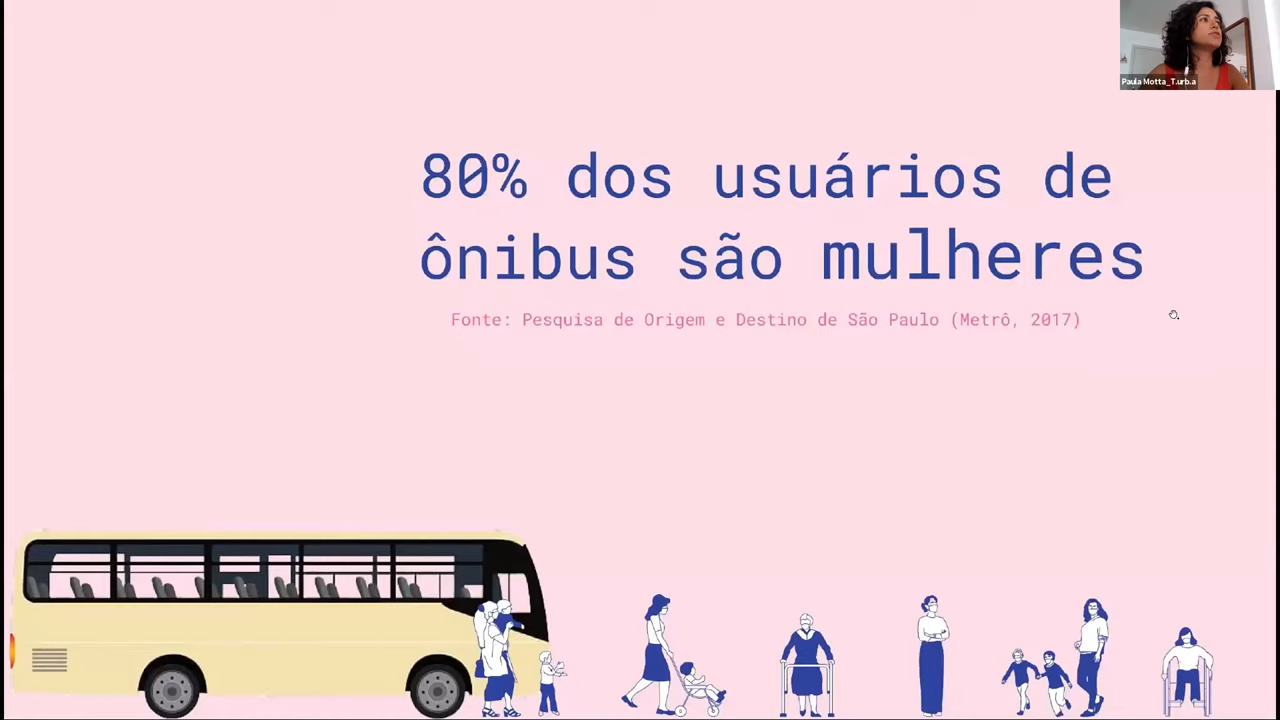 Paula Motta_T.urb.a
80% dos usuários de
ônibus são mulheres
Fonte: Pesquisa de Origem e Destino de São Paulo (Metrô, 2017)